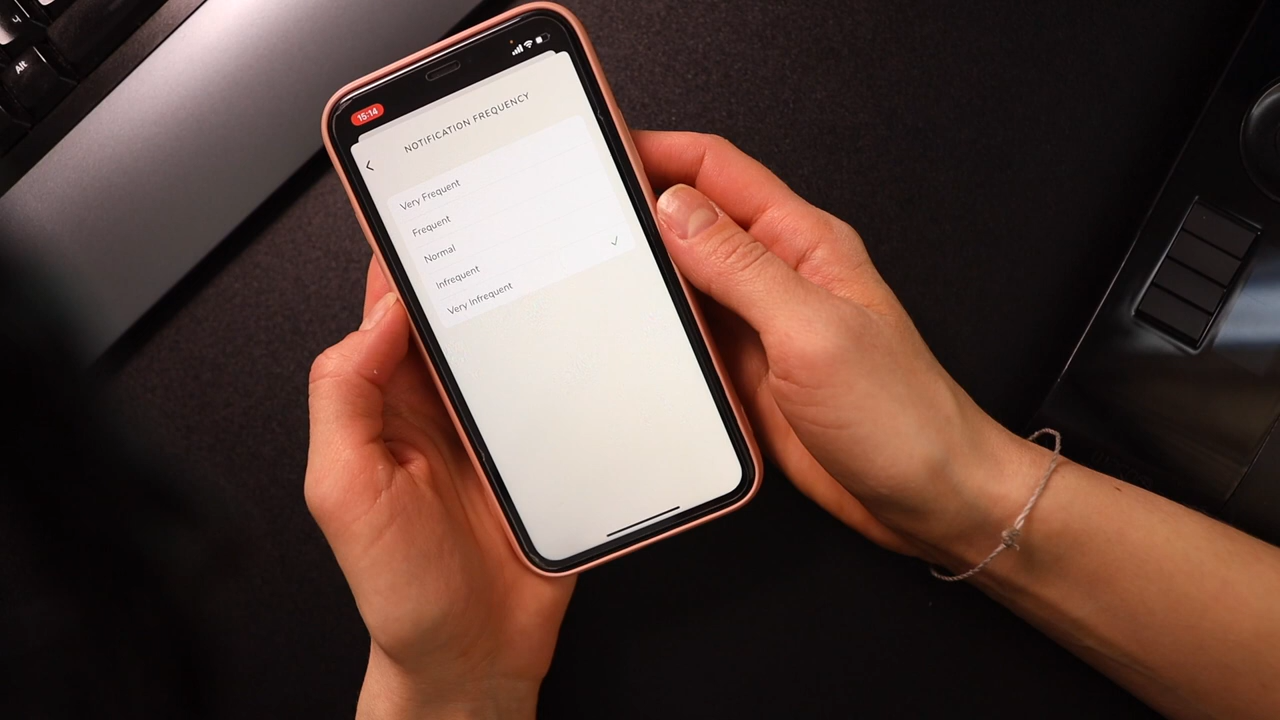 Alt
15:14
NOTIFICATION FREQUENCY
Very Frequent
Frequent
Normal
Infrequent
Very Infrequent